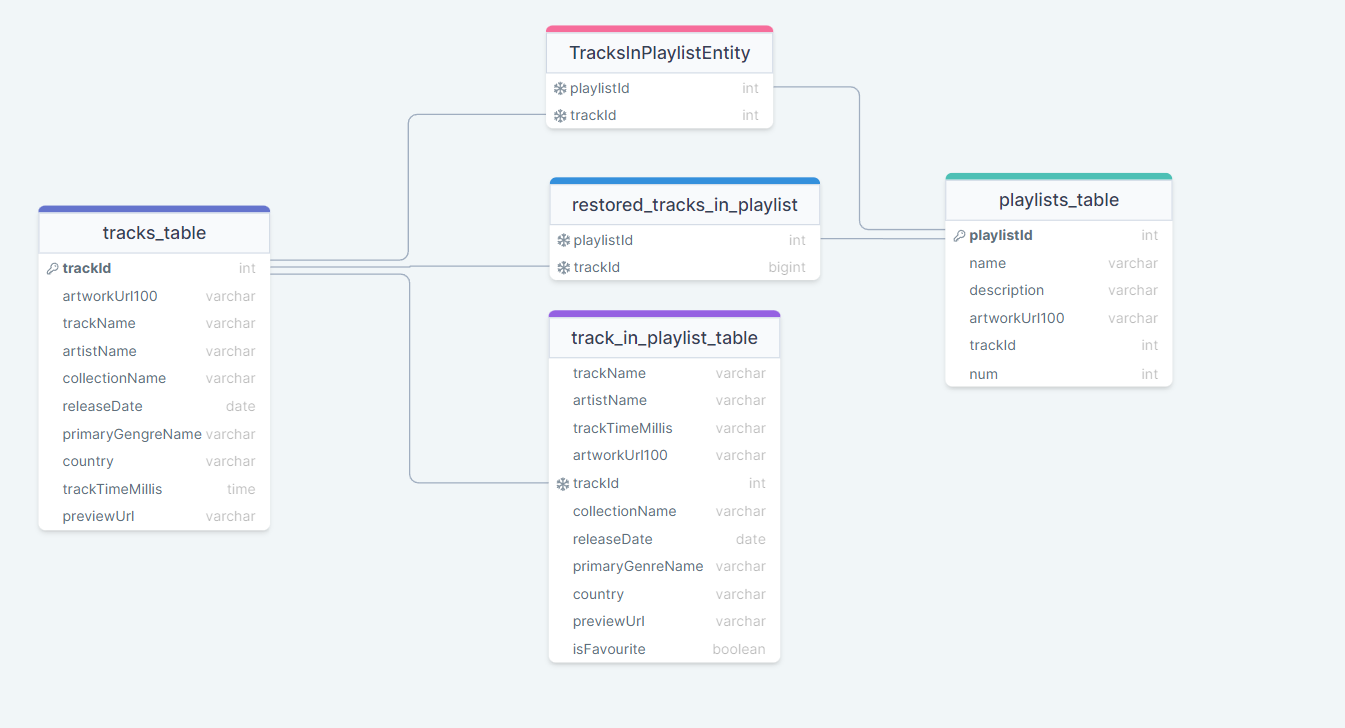 TracksInPlaylistEntity
playlistId int
trackId int
restored_tracks_in_playlist
playlistId int
trackId bigint
tracks_table
trackId int
artworkUrl100 varchar
trackName varchar
artistName varchar
collectionName varchar
releaseDate date
primaryGengreName varchar
country varchar
trackTimeMillis time
previewUrl varchar
track_in_playlist_table
trackName varchar
artistName varchar
trackTimeMillis varchar
artworkUrl100 varchar
trackId int
collectionName varchar
releaseDate date
primaryGenreName varchar
country varchar
previewUrl varchar
isFavourite boolean
playlists_table
playlistId int
name varchar
description varchar
artworkUrl100 varchar
trackId int
num int